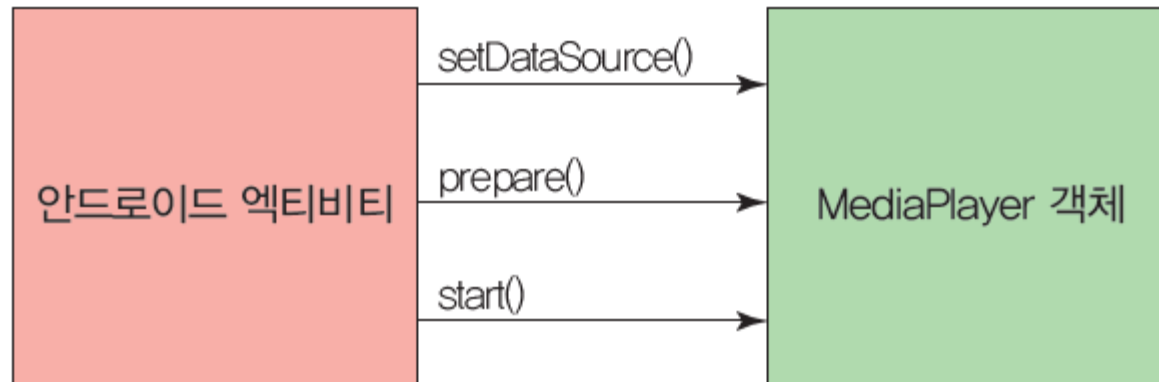 안드로이드 엑티비티
setDataSource()
prepare()
start()
MediaPlayer 객체